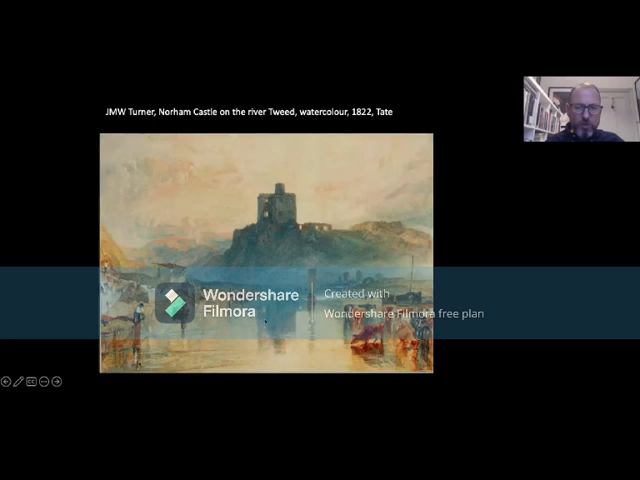 JMW Turner, Norham Castle on the river Tweed, watercolour, 1822, Tate
Wondershare
Filmora
Created with
Wondershare Filmora free plan